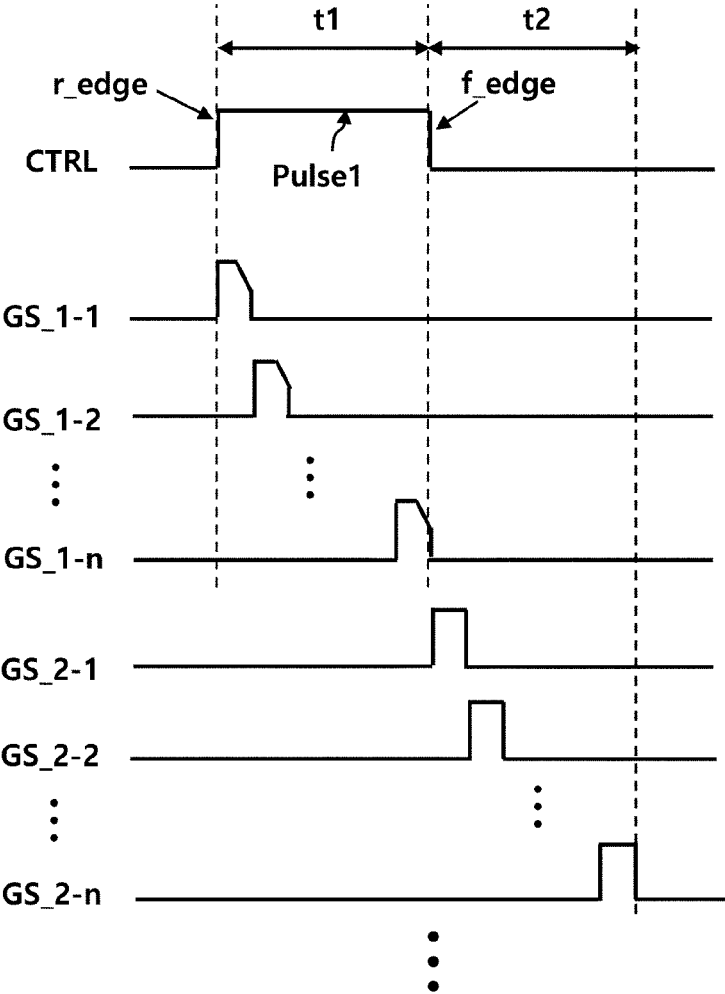 t1 t2
r_edge f_edge
CTRL
Pulse1
GS_1-1
GS_1-2
GS_1-n
GS_2-1
GS_2-2
GS_2-n